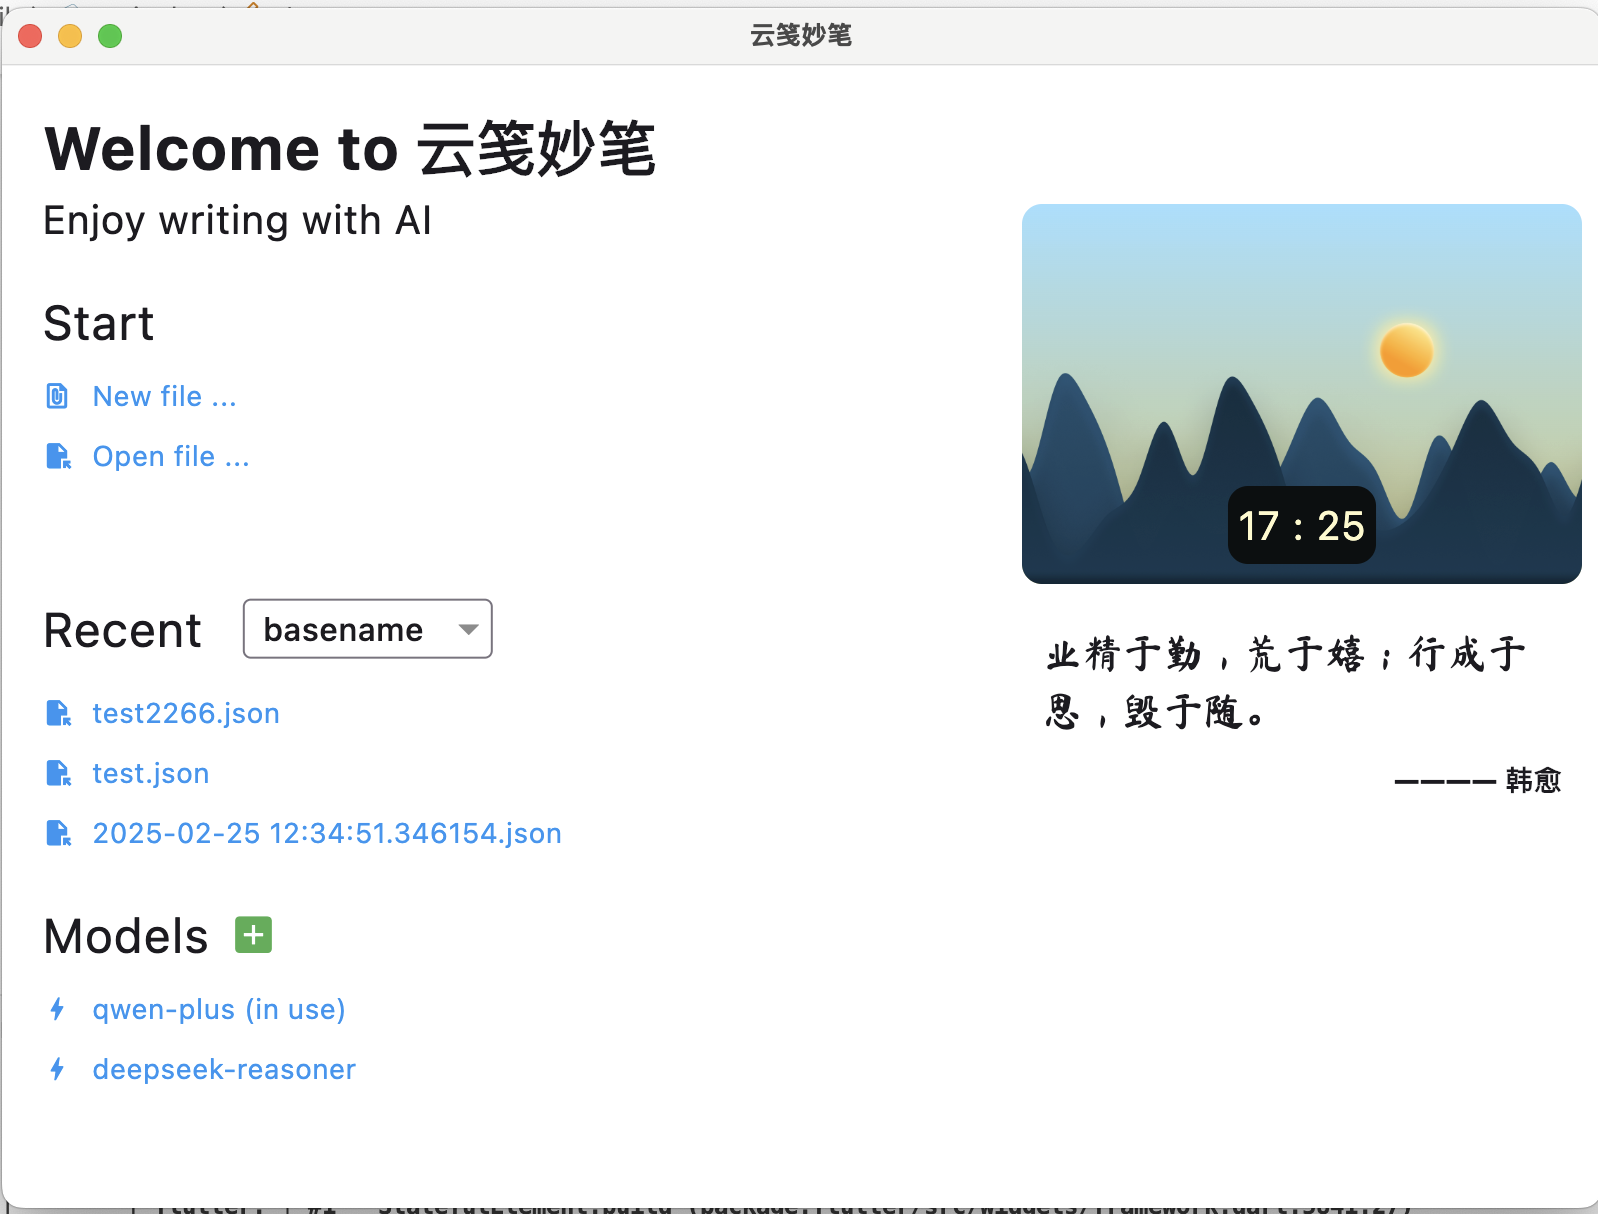 云笺妙笔
Welcome to 云笺妙笔
Enjoy writing with AI
Start
New file ...
Open file ...
17 : 25
Recent
basename
业精于勤，荒于嬉；行成于
思，毁于随。
———— 韩愈
test2266.json
test.json
2025-02-25 12:34:51.346154.json
Models
qwen-plus (in use)
deepseek-reasoner